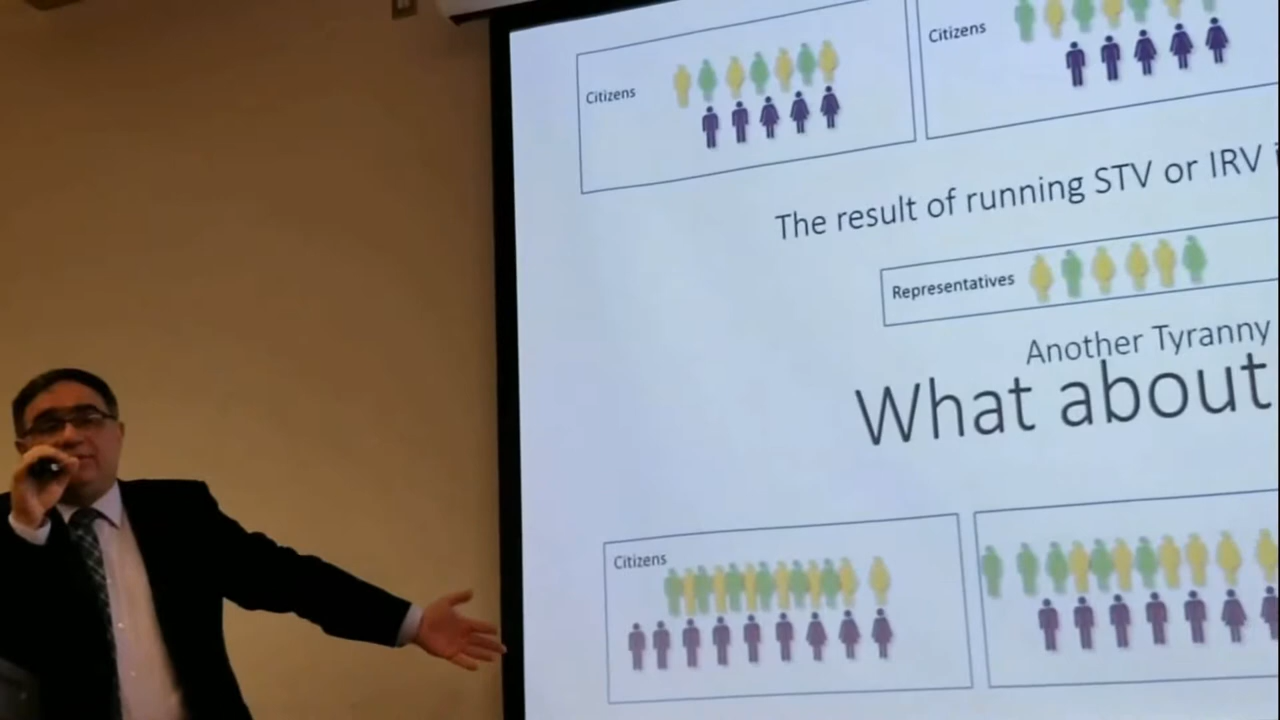 Citizens
Citizens
The result of running STV or IRV
Representatives
Another Tyranny
What about
Citizens